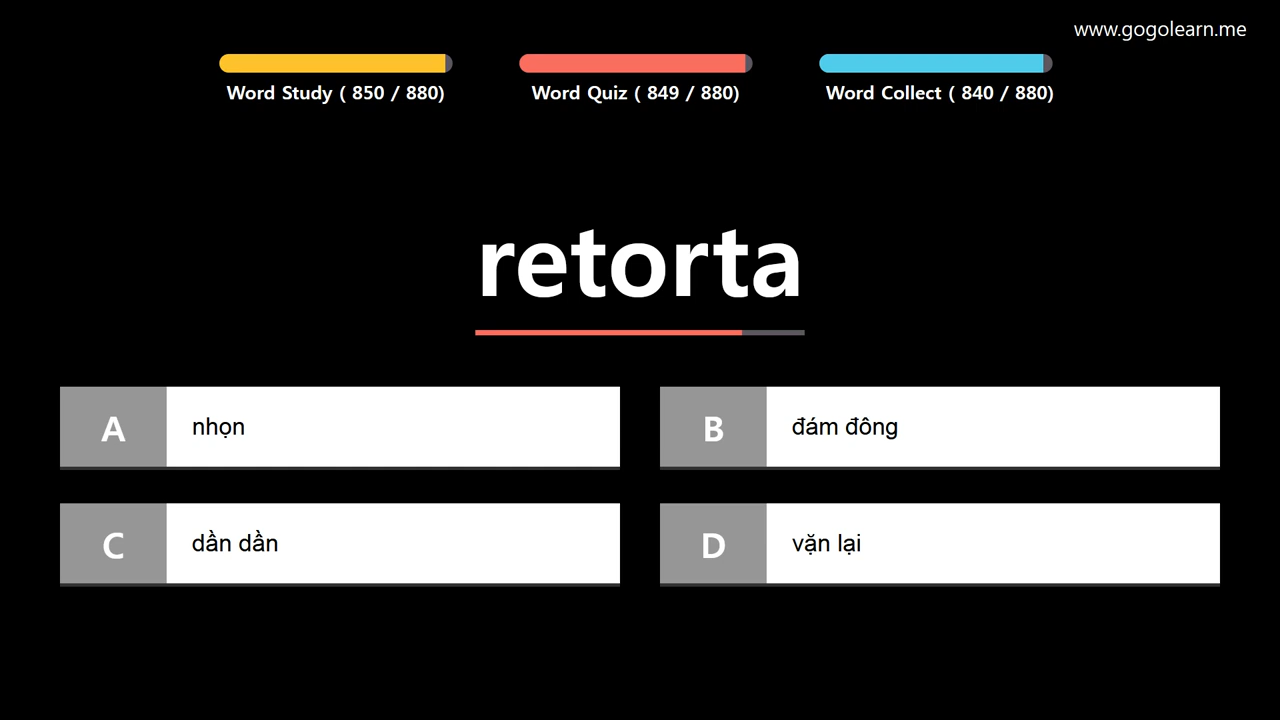 www.gogolearn.me
Word Study ( 850 / 880)
Word Quiz ( 849 / 880)
Word Collect ( 840 / 880)
retorta
A nhọn
B đám đông
C dần dần
D vặn lại